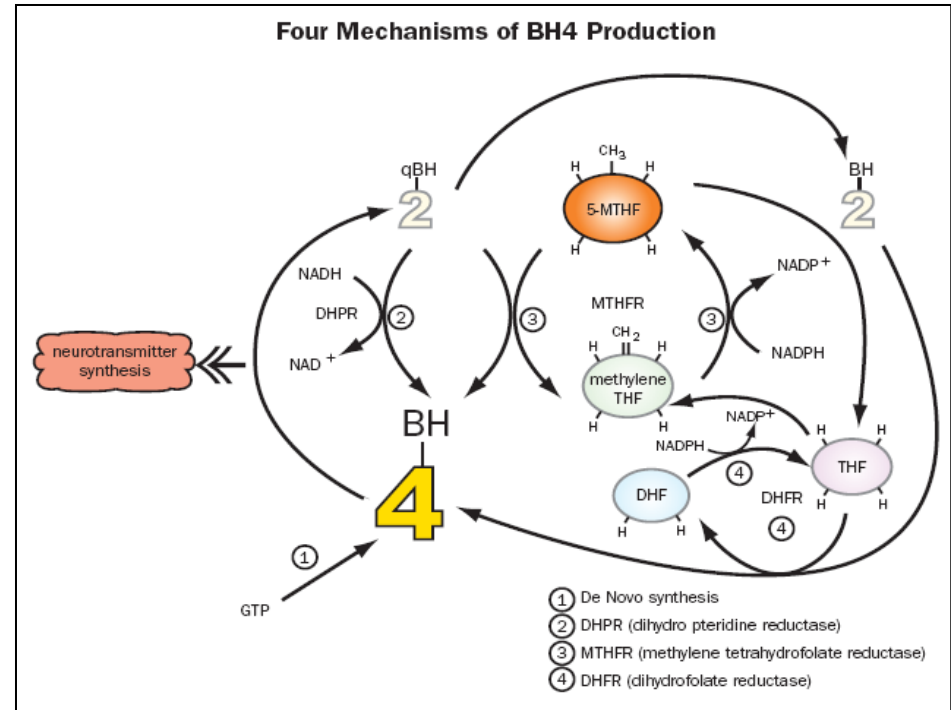 Four Mechanisms of BH4 Production
qBH
2
CH3
H H
5-MTHF
H H
BH
2
NADH
DHPR
NAD +
2
3
MTHFR
3
NADP+
NADPH
neurotransmitter
synthesis
CH2
H H
methylene
THF
H H
BH
4
NADP+
NADPH
4
H H
THF
H H
DHF
H H
DHFR
4
1
GTP
1 De Novo synthesis
2 DHPR (dihydro pteridine reductase)
3 MTHFR (methylene tetrahydrofolate reductase)
4 DHFR (dihydrofolate reductase)